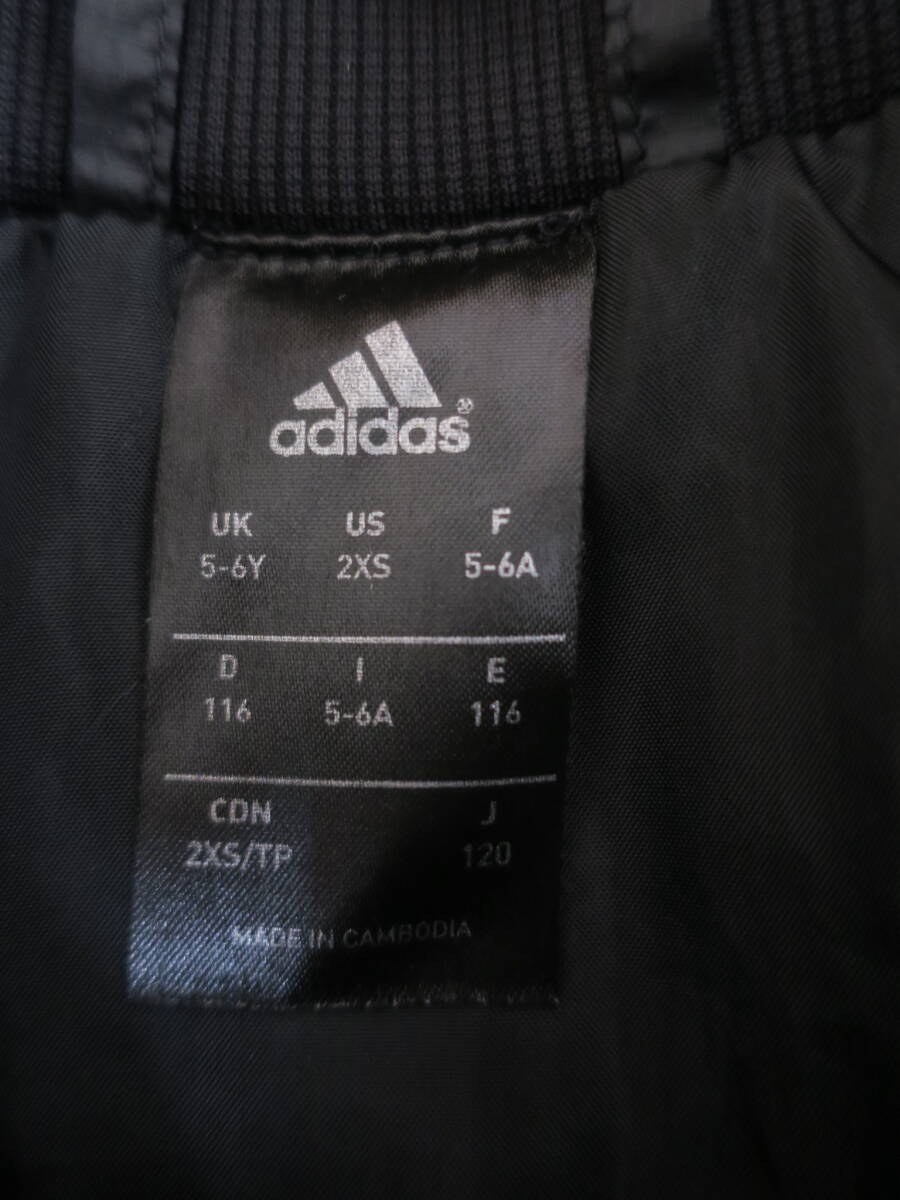 adidas®
UK US F
5-6Y 2XS 5-6A
D I E
116 5-6A 116
CDN J
2XS/TP 120
MADE IN CAMBODIA